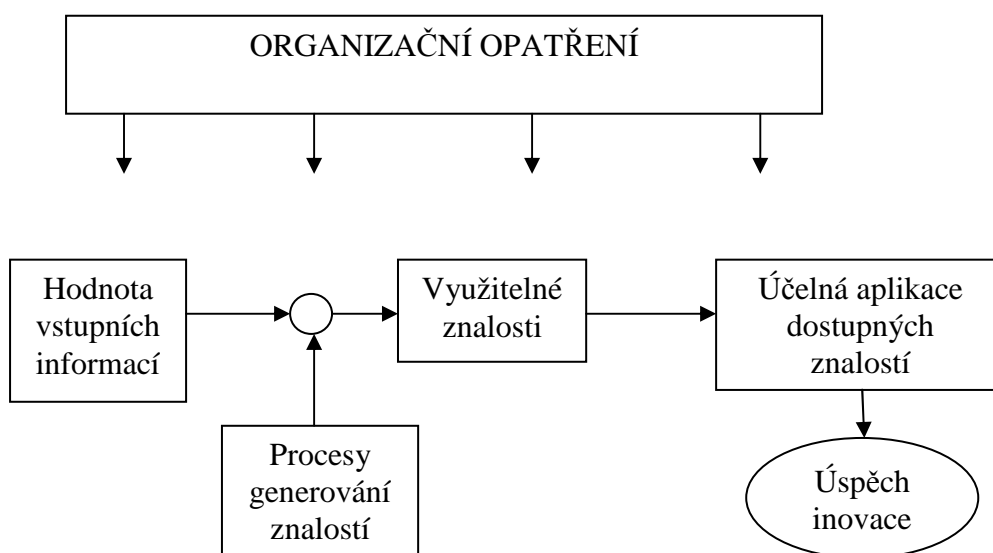 ORGANIZAČNÍ OPATŘENÍ
Hodnota
vstupních
informací
Využitelné
znalosti
Účelná aplikace
dostupných
znalostí
Procesy
generování
znalostí
Úspěch
inovace